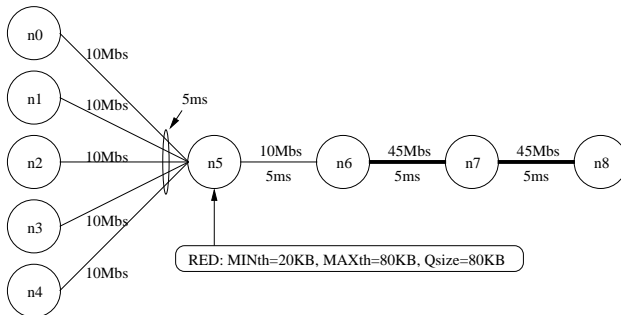 n0
10Mbs
n1
10Mbs
5ms
n2
10Mbs
n5
10Mbs
5ms
n6
45Mbs
5ms
n7
45Mbs
5ms
n8
n3
10Mbs
n4
10Mbs
RED: MINth=20KB, MAXth=80KB, Qsize=80KB